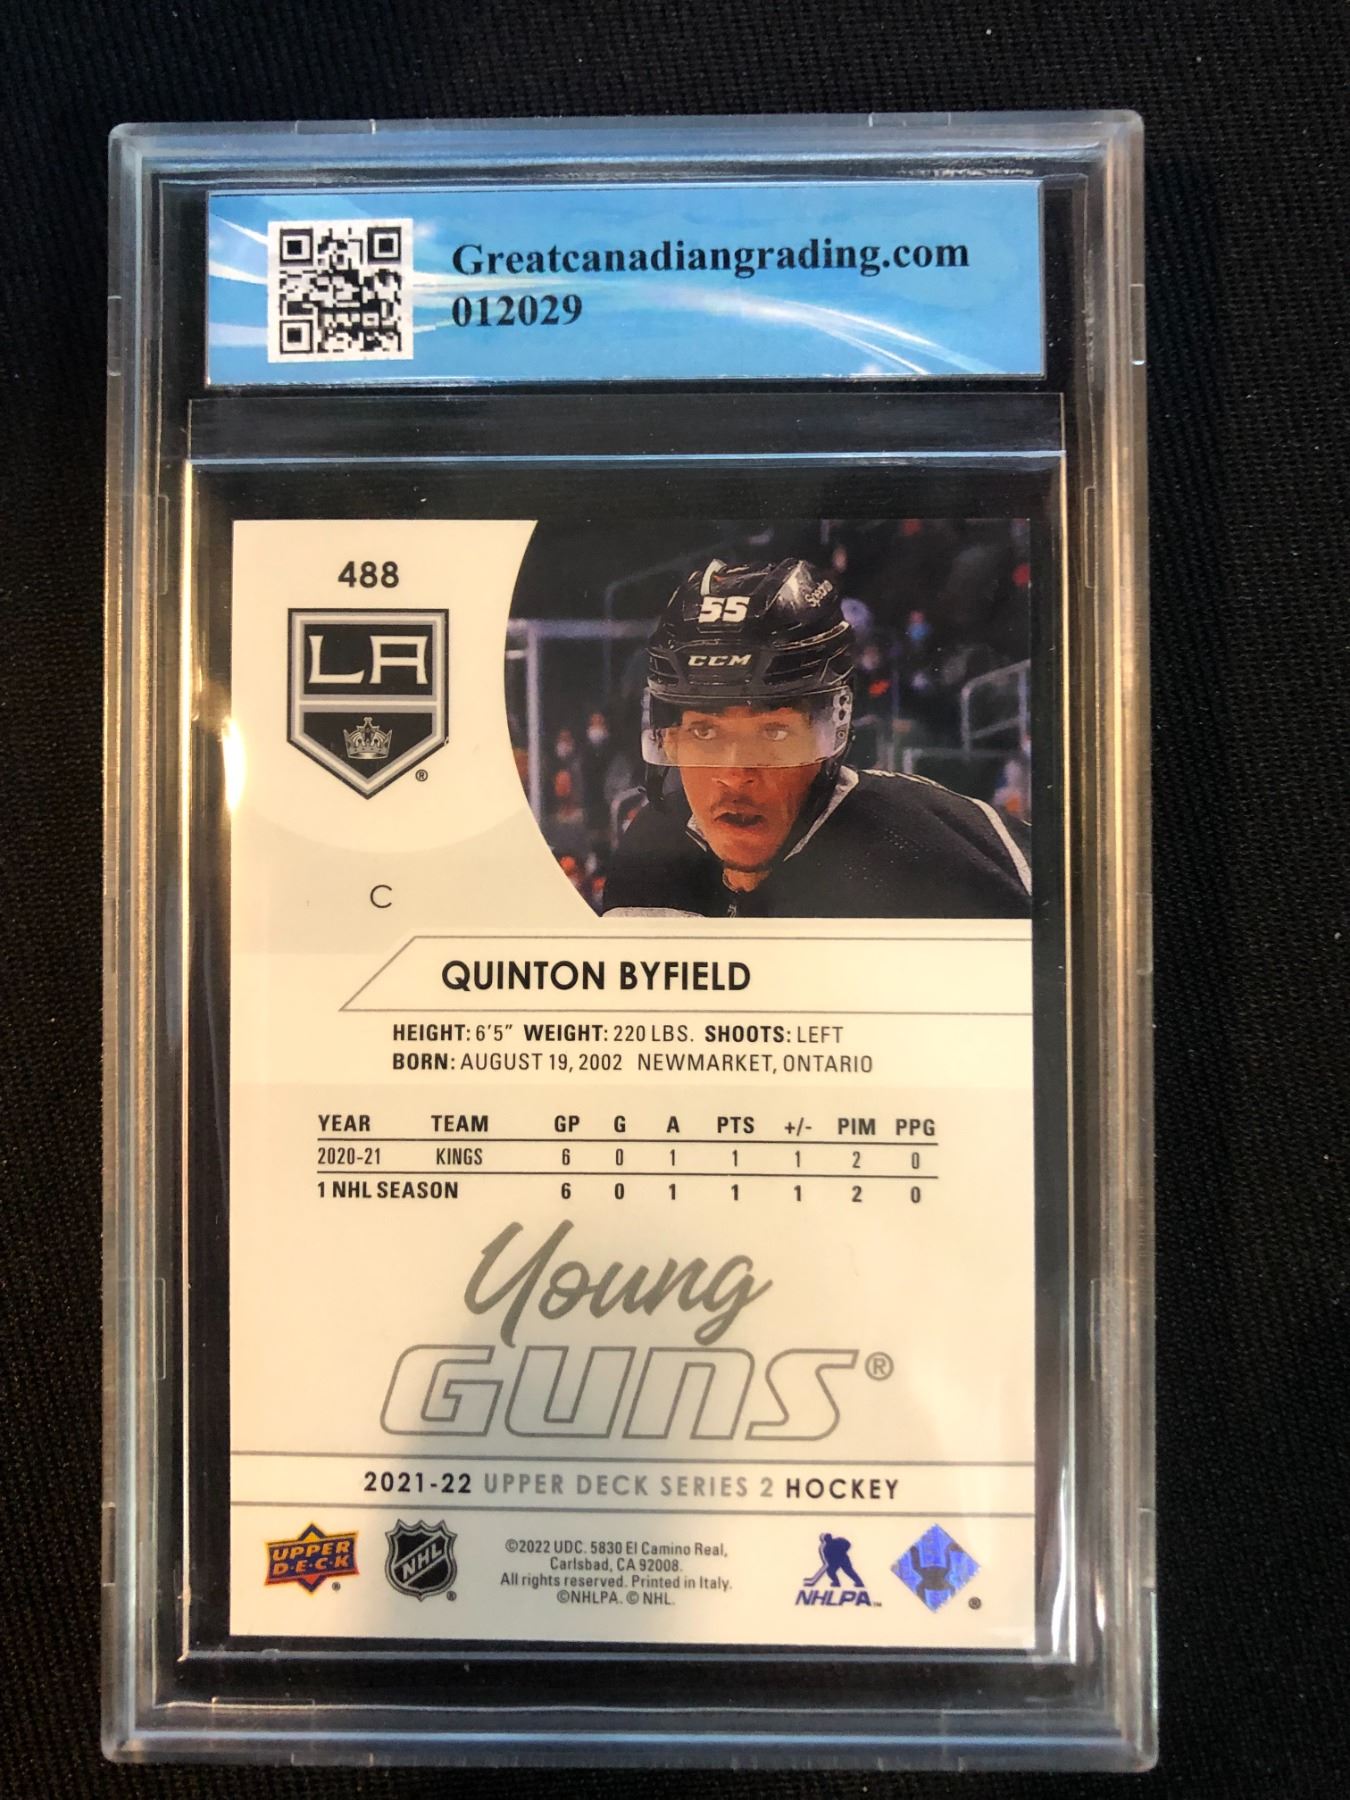 Greatcanadiangrading.com
012029
488
LA
®
55
CCM
C
QUINTON BYFIELD
HEIGHT: 6'5" WEIGHT: 220 LBS. SHOOTS: LEFT
BORN: AUGUST 19, 2002 NEWMARKET, ONTARIO
YEAR TEAM GP G A PTS +/- PIM PPG
2020-21 KINGS 6 0 1 1 1 2 0
1 NHL SEASON 6 0 1 1 1 2 0
Young
GUNS®
2021-22 UPPER DECK SERIES 2 HOCKEY
UPPER
D·E·C·K
®
NHL
®
©2022 UDC. 5830 El Camino Real,
Carlsbad, CA 92008.
All rights reserved. Printed in Italy.
©NHLPA. © NHL.
NHLPA™
®